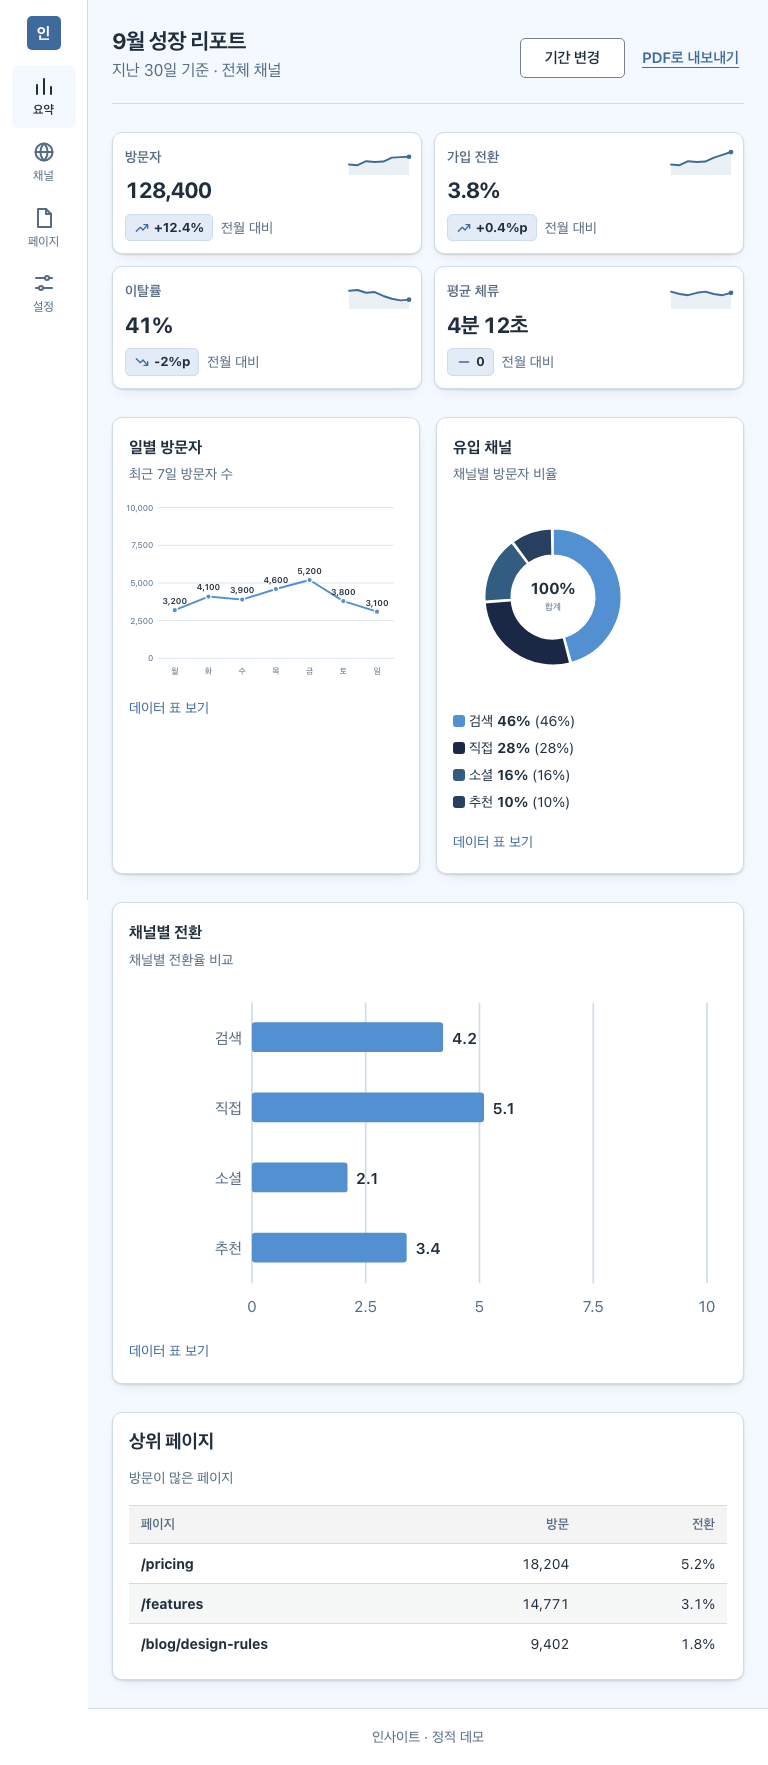 인
요약
채널
페이지
설정
9월 성장 리포트
지난 30일 기준 · 전체 채널
기간 변경
PDF로 내보내기
방문자
128,400
+12.4% 전월 대비
가입 전환
3.8%
+0.4%p 전월 대비
이탈률
41%
-2%p 전월 대비
평균 체류
4분 12초
0 전월 대비
일별 방문자
최근 7일 방문자 수
10,000
7,500
5,000
2,500
0
3,200
4,100
3,900
4,600
5,200
3,800
3,100
월 화 수 목 금 토 일
데이터 표 보기
유입 채널
채널별 방문자 비율
100%
합계
검색 46% (46%)
직접 28% (28%)
소셜 16% (16%)
추천 10% (10%)
데이터 표 보기
채널별 전환
채널별 전환율 비교
검색 4.2
직접 5.1
소셜 2.1
추천 3.4
0 2.5 5 7.5 10
데이터 표 보기
상위 페이지
방문이 많은 페이지
페이지 방문 전환
/pricing 18,204 5.2%
/features 14,771 3.1%
/blog/design-rules 9,402 1.8%
인사이트 · 정적 데모